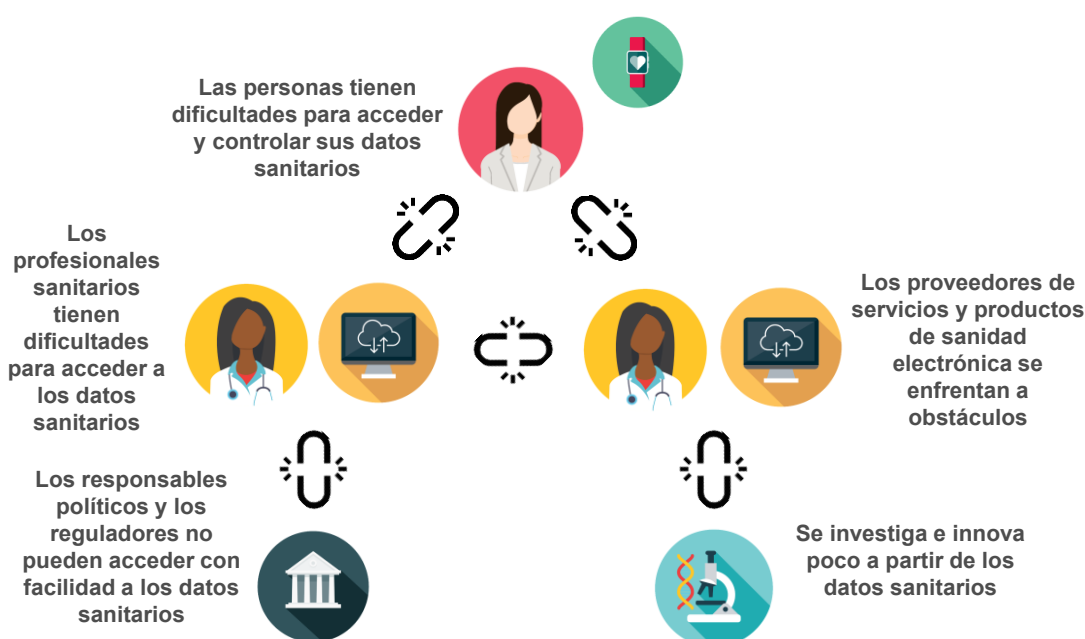 Las personas tienen
dificultades para acceder
y controlar sus datos
sanitarios
Los
profesionales
sanitarios
tienen
dificultades
para acceder a
los datos
sanitarios
Los proveedores de
servicios y productos
de sanidad
electrónica se
enfrentan a
obstáculos
Los responsables
políticos y los
reguladores no
pueden acceder con
facilidad a los datos
sanitarios
Se investiga e innova
poco a partir de los
datos sanitarios